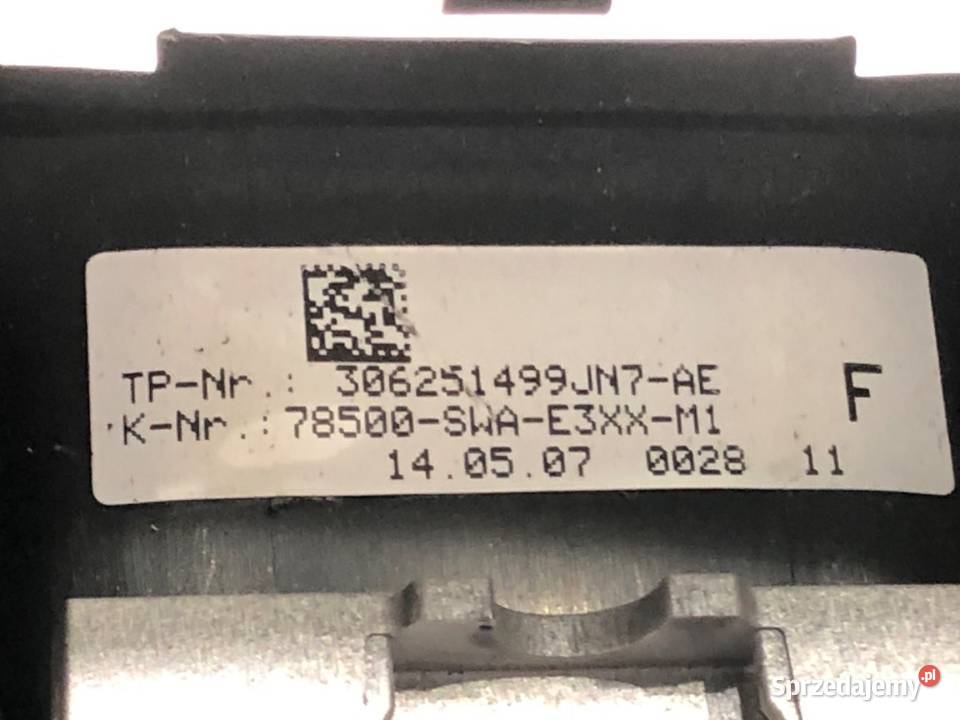 TP-Nr.: 306251499JN7-AE
F
K-Nr.: 78500-SWA-E3XX-M1
14.05.07 0028 11
Sprzedajemy.pl